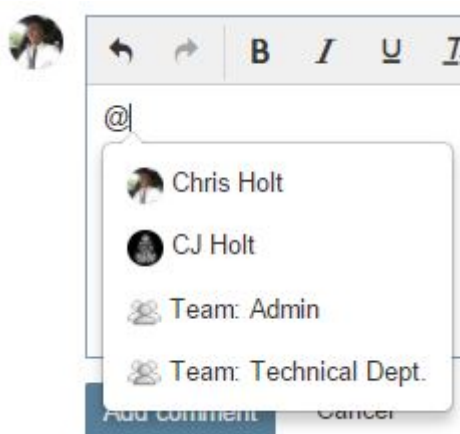 B I U T
@
Chris Holt
CJ Holt
Team: Admin
Team: Technical Dept.
Add comment Cancel